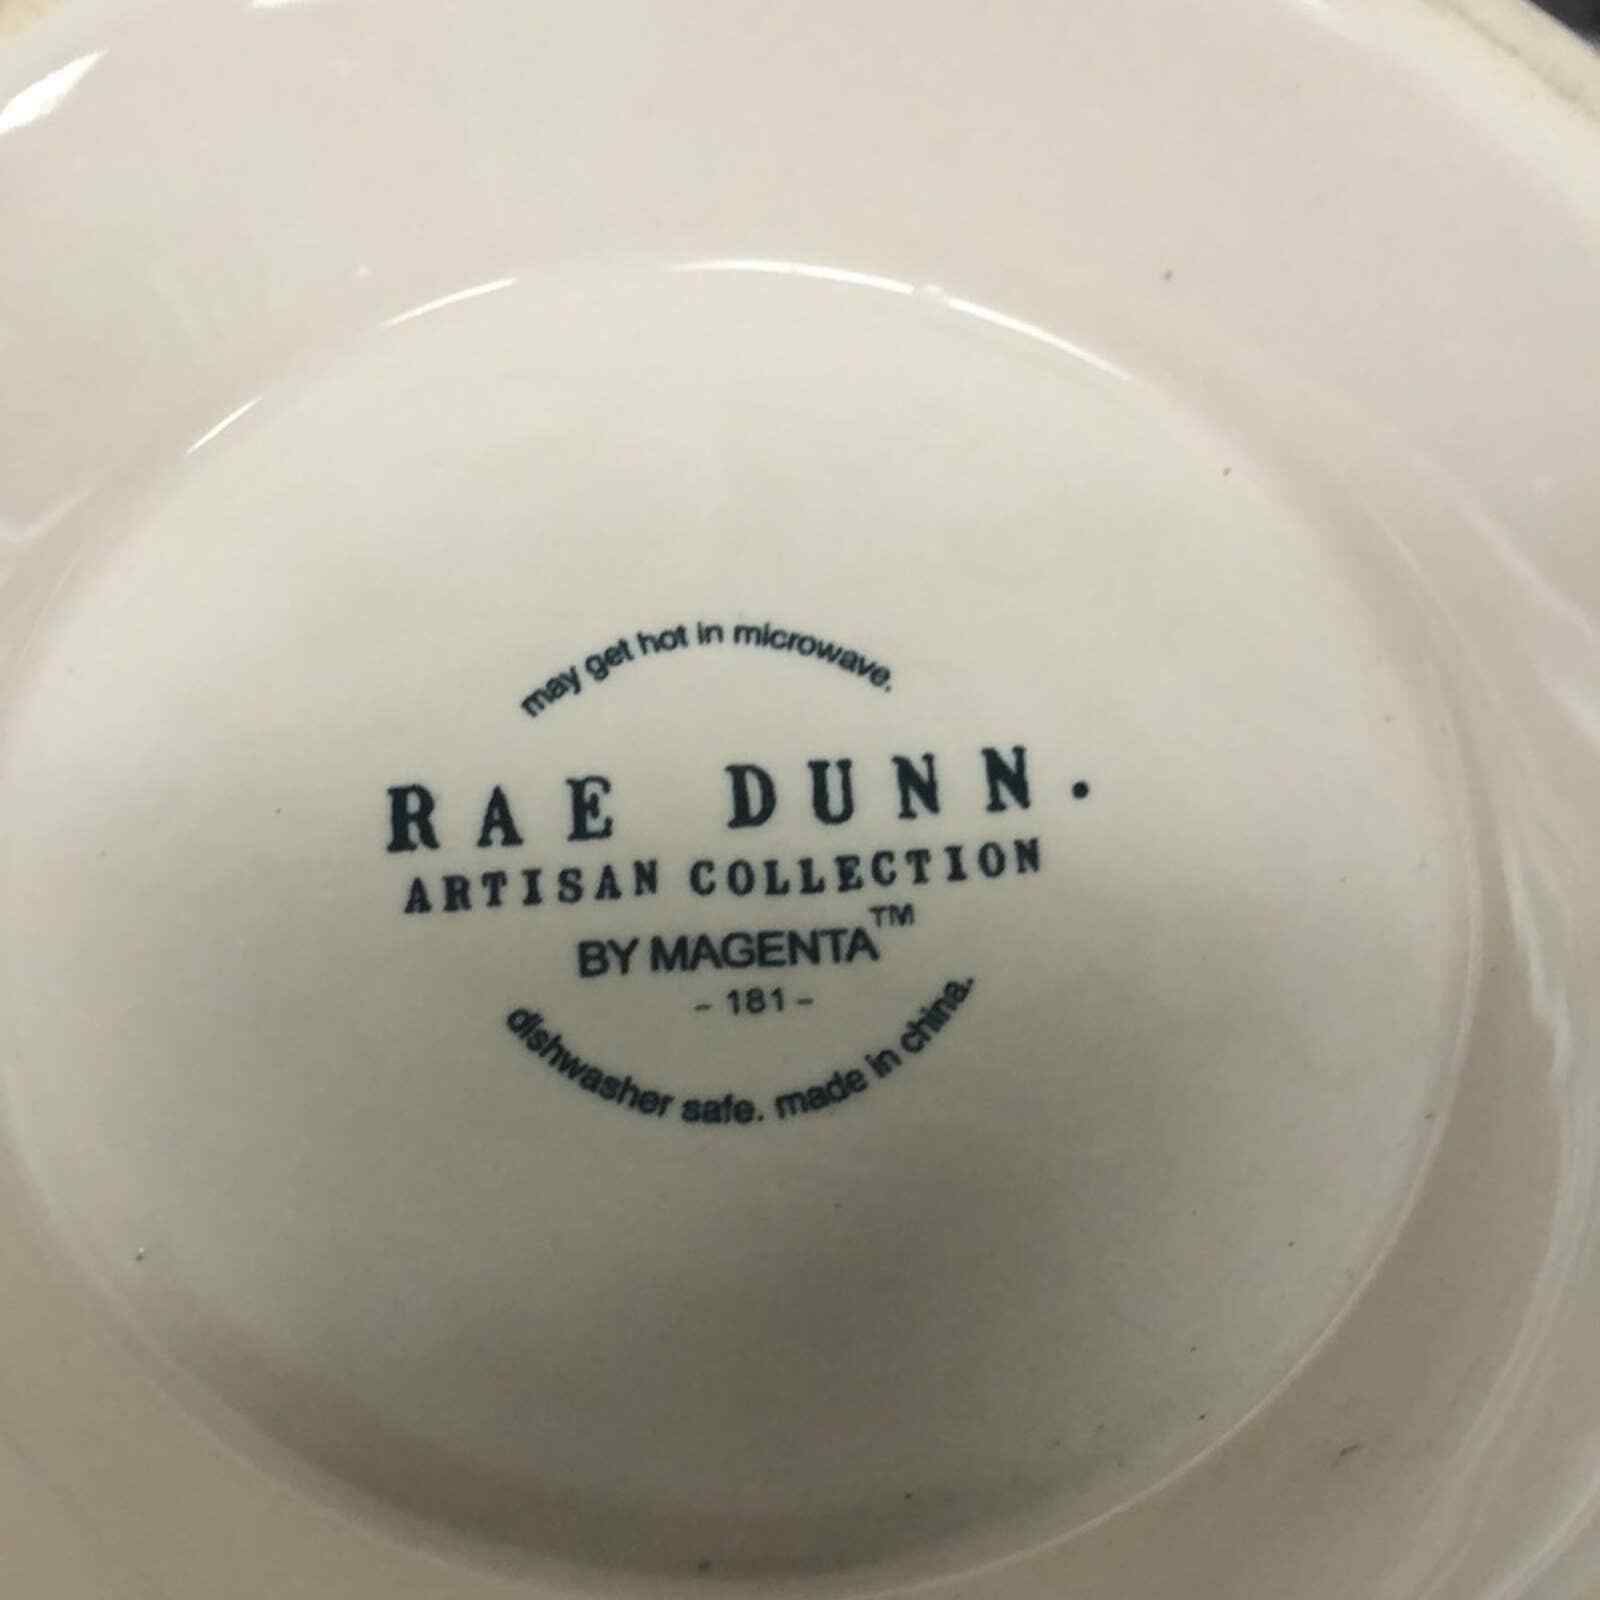 may get hot in microwave.
RAE DUNN.
ARTISAN COLLECTION
BY MAGENTA™
- 181 -
dishwasher safe. made in china.